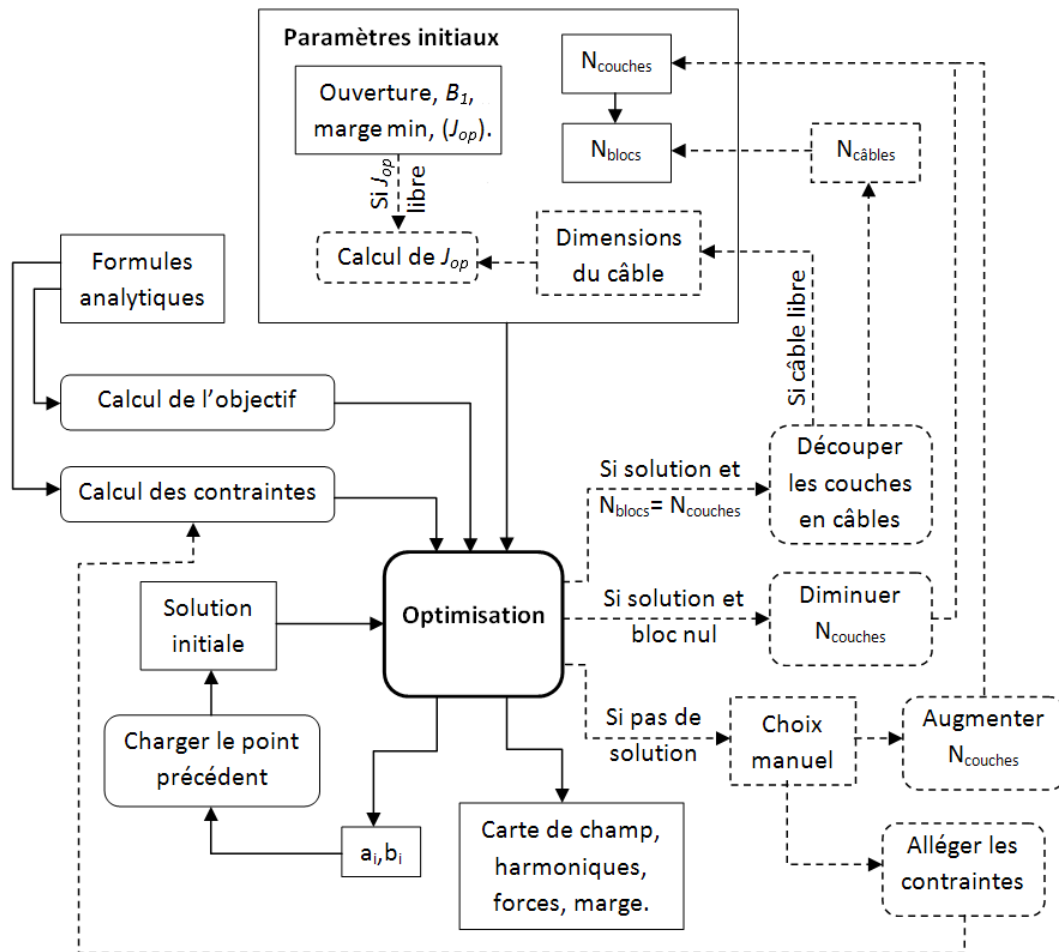 Paramètres initiaux
Ouverture, B₁,
marge min, (Jop).
Si Jop
libre
Calcul de Jop
Ncouches
Nblocs
Ncâbles
Dimensions
du câble
Si câble libre
Formules
analytiques
Calcul de l’objectif
Calcul des contraintes
Solution
initiale
Charger le point
précédent
ai,bi
Optimisation
Carte de champ,
harmoniques,
forces, marge.
Si solution et
Nblocs= Ncouches
Découper
les couches
en câbles
Si solution et
bloc nul
Diminuer
Ncouches
Si pas de
solution
Choix
manuel
Augmenter
Ncouches
Alléger les
contraintes